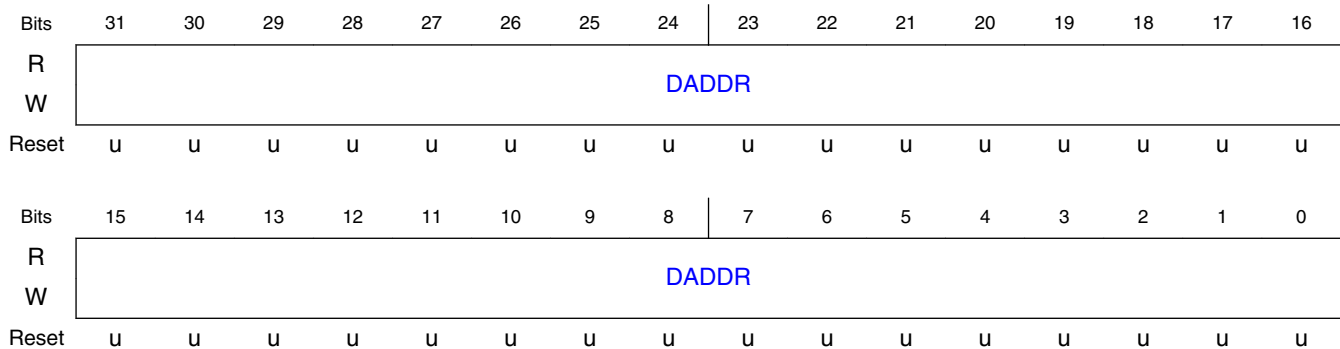 Bits 31 30 29 28 27 26 25 24 23 22 21 20 19 18 17 16
R
DADDR
W
Reset u u u u u u u u u u u u u u u u
Bits 15 14 13 12 11 10 9 8 7 6 5 4 3 2 1 0
R
DADDR
W
Reset u u u u u u u u u u u u u u u u